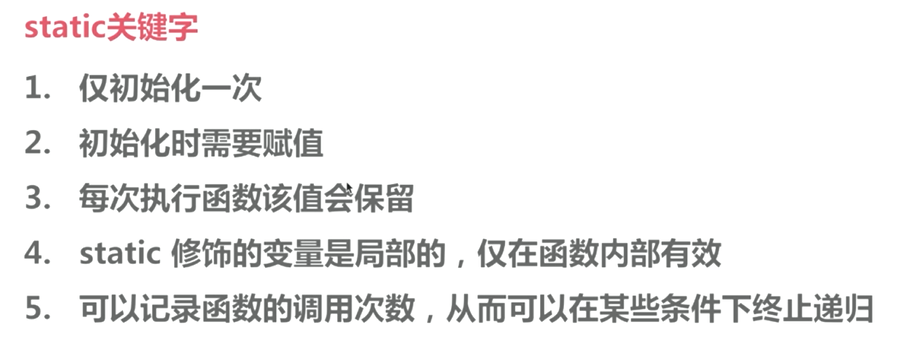 static关键字
1. 仅初始化一次
2. 初始化时需要赋值
3. 每次执行函数该值会保留
4. static 修饰的变量是局部的，仅在函数内部有效
5. 可以记录函数的调用次数，从而可以在某些条件下终止递归